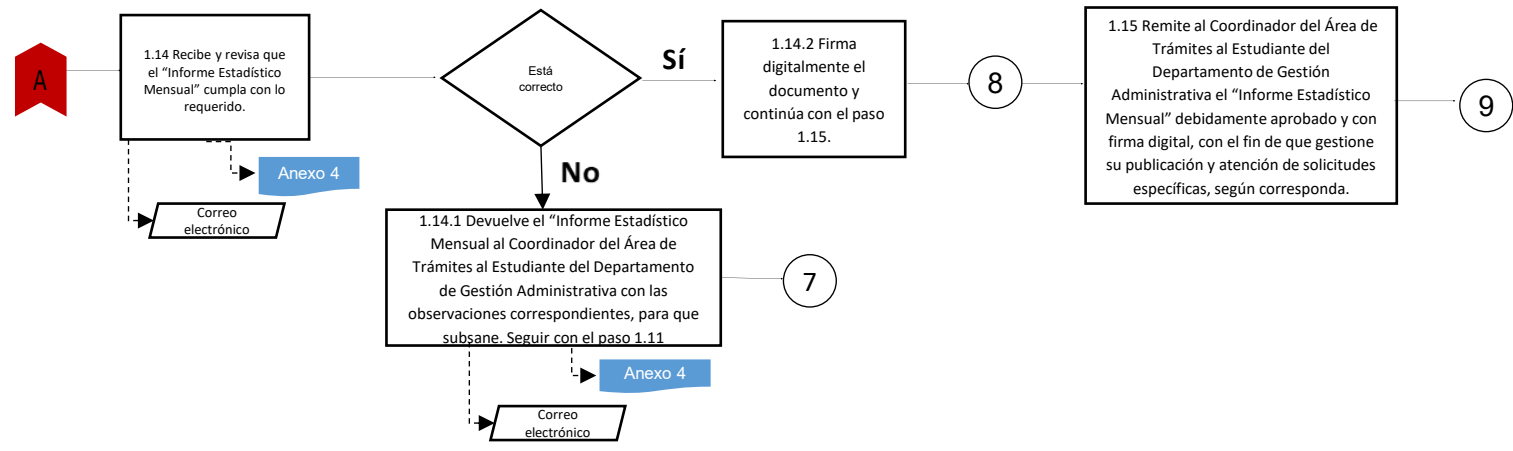 A
1.14 Recibe y revisa que
el “Informe Estadístico
Mensual” cumpla con lo
requerido.
Anexo 4
Correo
electrónico
Está
correcto
Sí
No
1.14.1 Devuelve el “Informe Estadístico
Mensual al Coordinador del Área de
Trámites al Estudiante del Departamento
de Gestión Administrativa con las
observaciones correspondientes, para que
subsane. Seguir con el paso 1.11
Anexo 4
Correo
electrónico
7
1.14.2 Firma
digitalmente el
documento y
continúa con el paso
1.15.
8
1.15 Remite al Coordinador del Área de
Trámites al Estudiante del
Departamento de Gestión
Administrativa el “Informe Estadístico
Mensual” debidamente aprobado y con
firma digital, con el fin de que gestione
su publicación y atención de solicitudes
específicas, según corresponda.
9